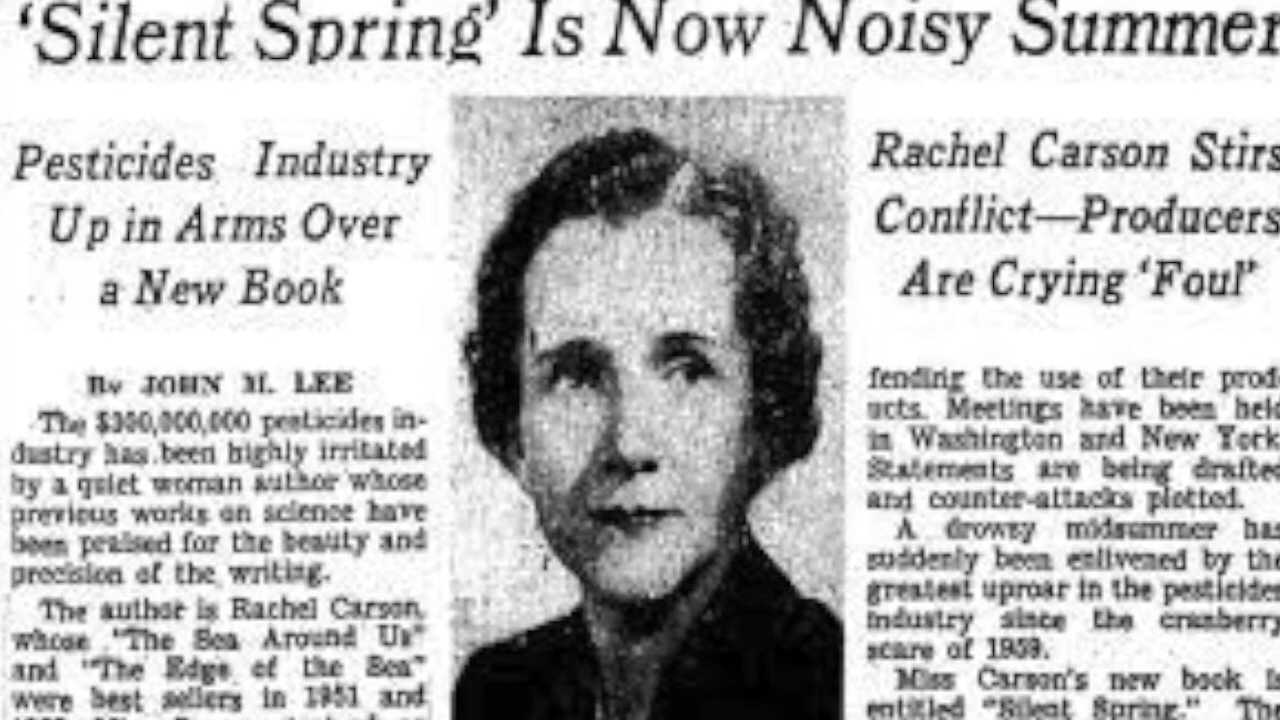 'Silent Spring' Is Now Noisy Summer
Pesticides Industry
Up in Arms Over
a New Book
By JOHN M. LEE
The $300,000,000 pesticides in-
dustry has been highly irritated
by a quiet woman author whose
previous works on science have
been praised for the beauty and
precision of the writing.
The author is Rachel Carson,
whose "The Sea Around Us"
and "The Edge of the Sea"
were best sellers in 1951 and
Rachel Carson Stirs
Conflict—Producers
Are Crying 'Foul'
fending the use of their prod-
ucts. Meetings have been held
in Washington and New York.
Statements are being drafted
and counter-attacks plotted.
A drowsy midsummer has
suddenly been enlivened by the
greatest uproar in the pesticides
industry since the cranberry
scare of 1959.
Miss Carson's new book is
entitled "Silent Spring." The